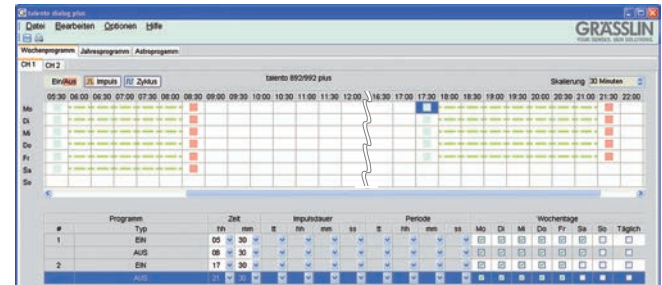 talento dialog plus
Datei Bearbeiten Optionen Hilfe
GRÄSSLIN
YOUR NEEDS. OUR SOLUTIONS.
Wochenprogramm Jahresprogramm Astroprogramm
CH 1 CH 2
Ein/Aus Impuls Zyklus talento 892/992 plus Skalierung 30 Minuten
05:30 06:00 06:30 07:00 07:30 08:00 08:30 09:00 09:30 10:00 10:30 11:00 11:30 12:00 16:30 17:00 17:30 18:00 18:30 19:00 19:30 20:00 20:30 21:00 21:30 22:00
Mo
Di
Mi
Do
Fr
Sa
So
Programm Zeit Impulsdauer Periode Wochentage
# Typ hh mm tt hh mm ss tt hh mm ss Mo Di Mi Do Fr Sa So Täglich
1 EIN 05 30
AUS 08 30
2 EIN 17 30
AUS 21 30